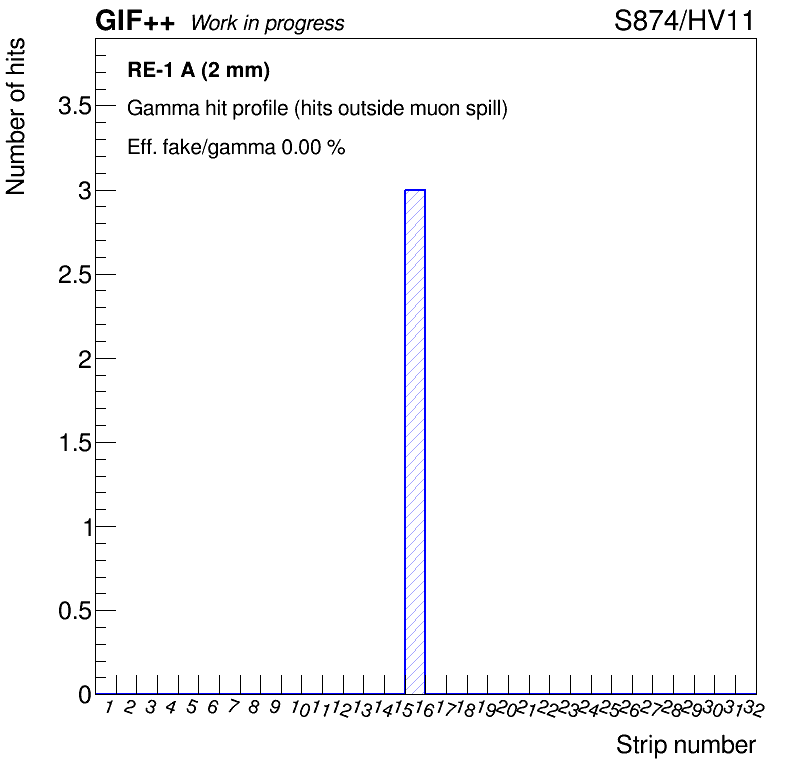 GIF++ Work in progress S874/HV11
Number of hits
RE-1 A (2 mm)
Gamma hit profile (hits outside muon spill)
Eff. fake/gamma 0.00 %
3.5
3
2.5
2
1.5
1
0.5
0
1 2 3 4 5 6 7 8 9 10 11 12 13 14 15 16 17 18 19 20 21 22 23 24 25 26 27 28 29 30 31 32
Strip number